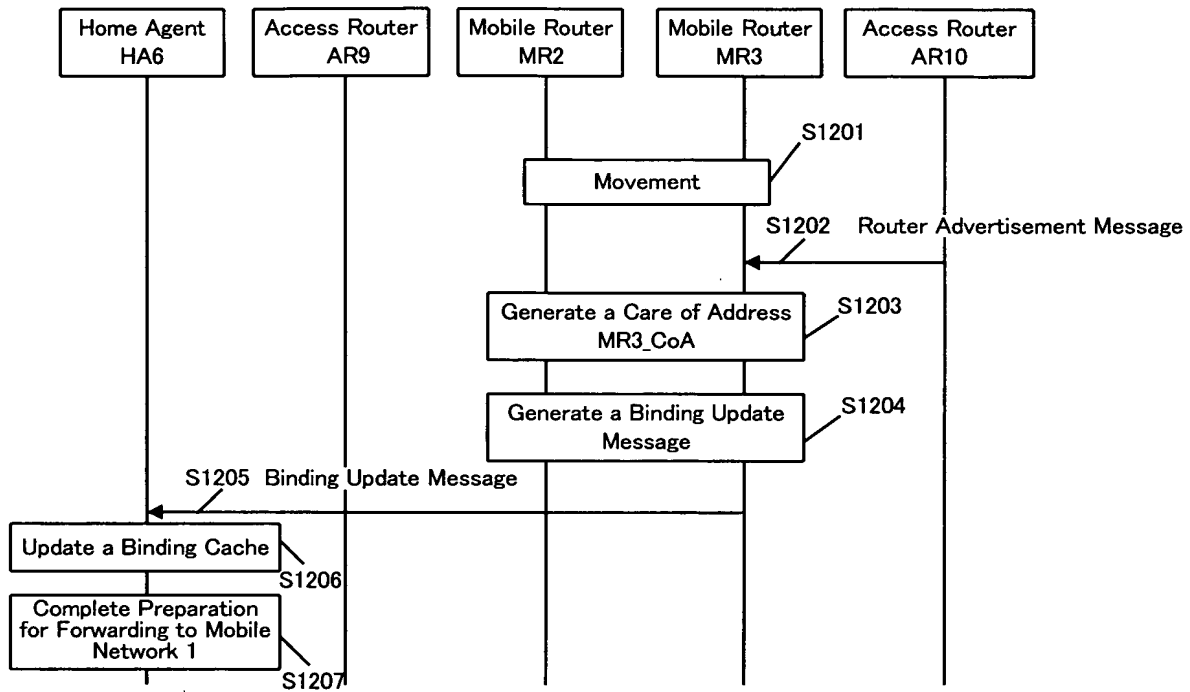 Home Agent
HA6
Access Router
AR9
Mobile Router
MR2
Mobile Router
MR3
Access Router
AR10
S1201
Movement
S1202 Router Advertisement Message
Generate a Care of Address
MR3_CoA
S1203
Generate a Binding Update
Message
S1204
S1205 Binding Update Message
Update a Binding Cache
S1206
Complete Preparation
for Forwarding to Mobile
Network 1
S1207